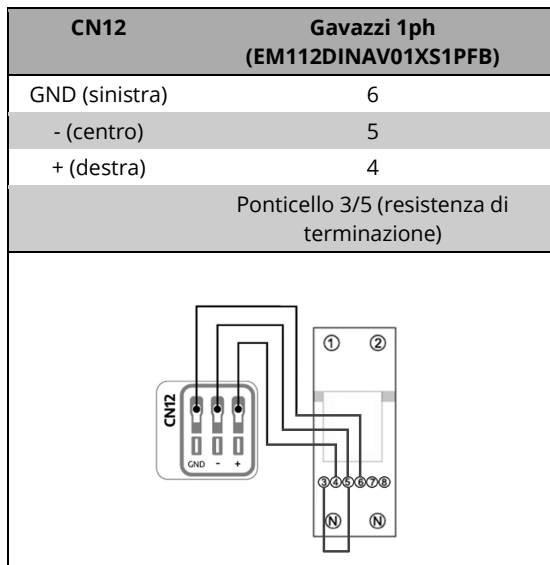 CN12 Gavazzi 1ph
(EM112DINAV01XS1PFB)
GND (sinistra) 6
- (centro) 5
+ (destra) 4
Ponticello 3/5 (resistenza di
terminazione)
① ②
CN12
GND - +
③④⑤⑥⑦⑧
Ⓝ Ⓝ